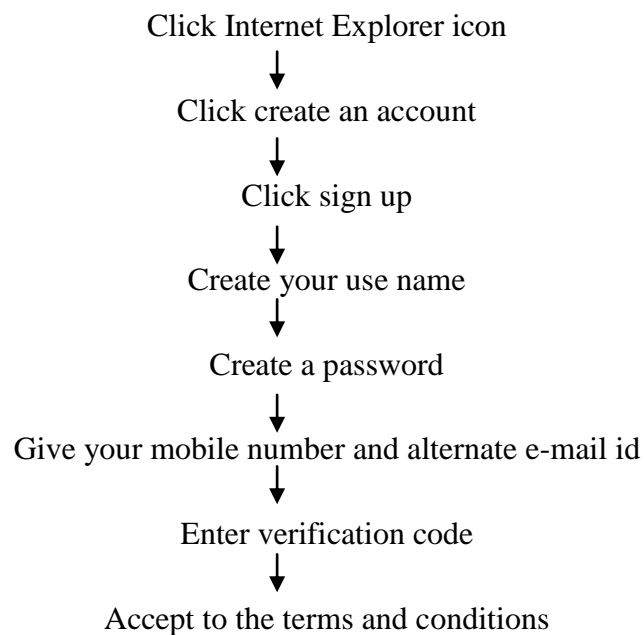 Click Internet Explorer icon
Click create an account
Click sign up
Create your use name
Create a password
Give your mobile number and alternate e-mail id
Enter verification code
Accept to the terms and conditions